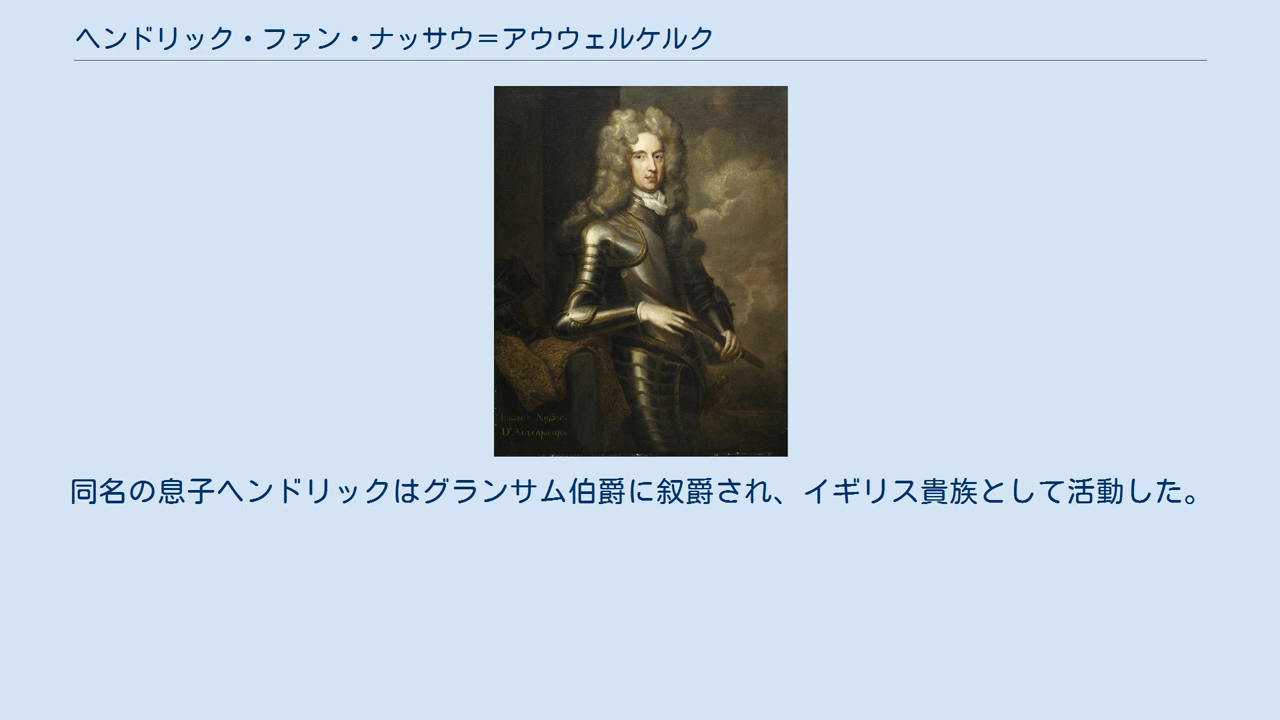 ヘンドリック・ファン・ナッサウ＝アウウェルケルク
同名の息子ヘンドリックはグランサム伯爵に叙爵され、イギリス貴族として活動した。